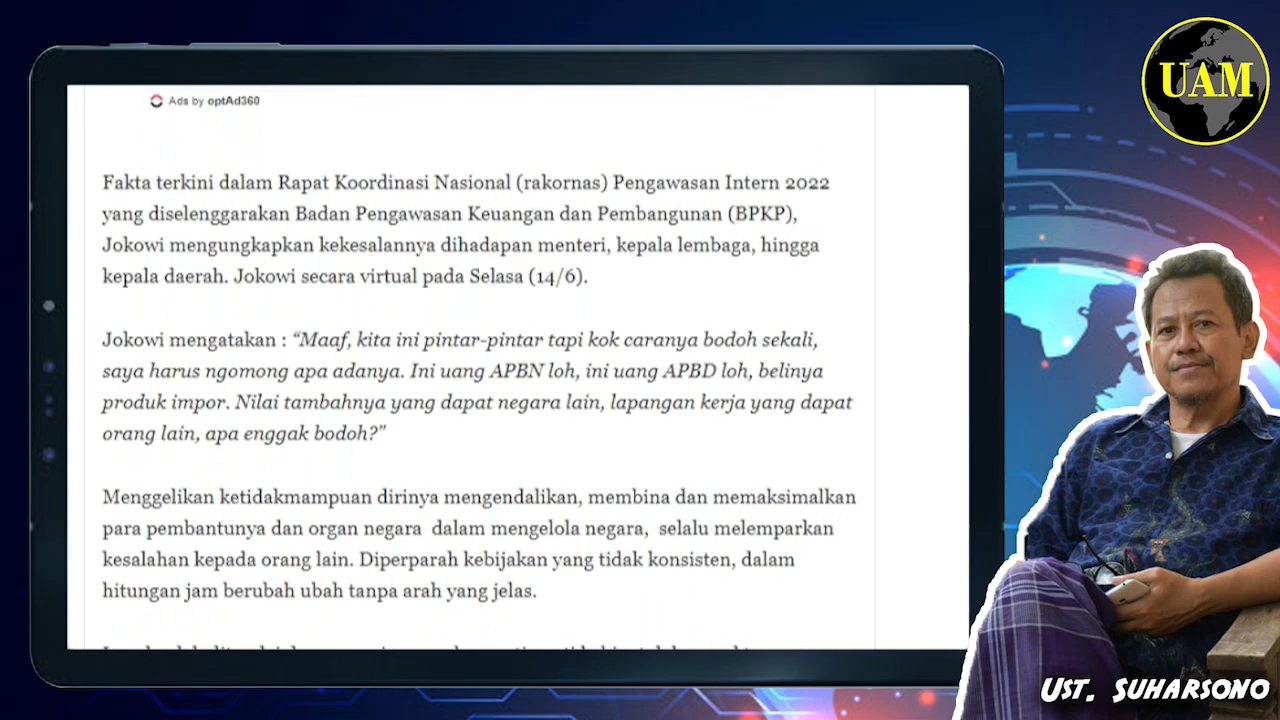 Ads by optAd360
UAM
Fakta terkini dalam Rapat Koordinasi Nasional (rakornas) Pengawasan Intern 2022
yang diselenggarakan Badan Pengawasan Keuangan dan Pembangunan (BPKP),
Jokowi mengungkapkan kekesalannya dihadapan menteri, kepala lembaga, hingga
kepala daerah. Jokowi secara virtual pada Selasa (14/6).
Jokowi mengatakan : “Maaf, kita ini pintar-pintar tapi kok caranya bodoh sekali,
saya harus ngomong apa adanya. Ini uang APBN loh, ini uang APBD loh, belinya
produk impor. Nilai tambahnya yang dapat negara lain, lapangan kerja yang dapat
orang lain, apa enggak bodoh?"
Menggelikan ketidakmampuan dirinya mengendalikan, membina dan memaksimalkan
para pembantunya dan organ negara dalam mengelola negara, selalu melemparkan
kesalahan kepada orang lain. Diperparah kebijakan yang tidak konsisten, dalam
hitungan jam berubah ubah tanpa arah yang jelas.
UST. SUHARSONO